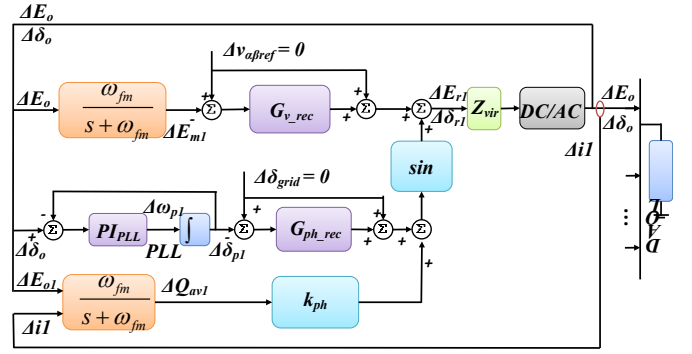 ΔE_o
Δδ_o
Δv_αβref = 0
ΔE_o
ω_fm
s + ω_fm
ΔE_m1
-
+
Σ
+
G_v_rec
+
+
Σ
+
+
Σ
ΔE_r1
Δδ_r1
Z_vir
DC/AC
ΔE_o
Δδ_o
Δi1
sin
+
Δδ_grid = 0
-
Σ
+
Δδ_o
PI_PLL
Δω_p1
PLL
∫
Δδ_p1
-
+
Σ
G_ph_rec
+
+
Σ
+
Σ
+
LOAD
ΔE_o1
Δi1
ω_fm
s + ω_fm
ΔQ_av1
k_ph